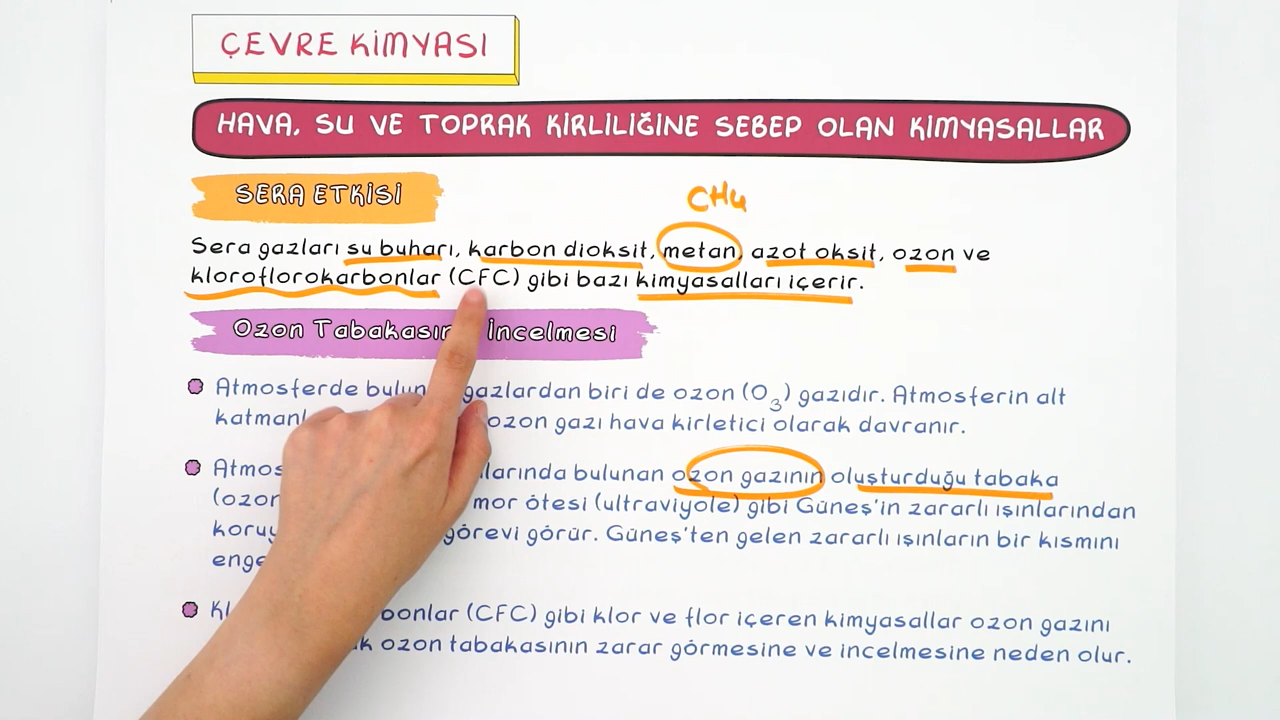 ÇEVRE KİMYASI
HAVA, SU VE TOPRAK KİRLİLİĞİNE SEBEP OLAN KİMYASALLAR
SERA ETKİSİ
CH4
Sera gazları su buharı, karbon dioksit, metan, azot oksit, ozon ve
kloroflorokarbonlar (CFC) gibi bazı kimyasalları içerir.
Ozon Tabakasın İncelmesi
Atmosferde bulun gazlardan biri de ozon (O3) gazıdır. Atmosferin alt
katman ozon gazı hava kirletici olarak davranır.
Atmos larında bulunan ozon gazının oluşturduğu tabaka
(ozon mor ötesi (ultraviyole) gibi Güneş'in zararlı ışınlarından
koruy görevi görür. Güneş'ten gelen zararlı ışınların bir kısmını
enge
Kl bonlar (CFC) gibi klor ve flor içeren kimyasallar ozon gazını
ozon tabakasının zarar görmesine ve incelmesine neden olur.